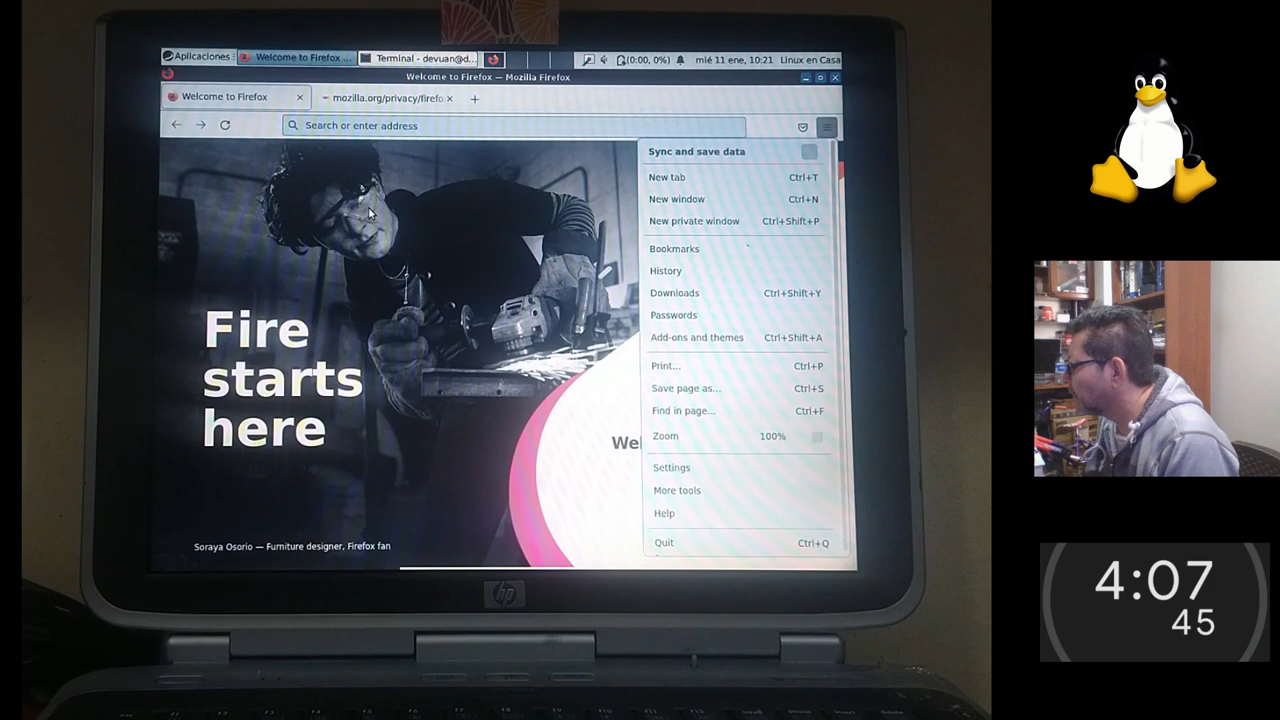 Aplicaciones
Welcome to Firefox ...
Terminal - devuan@d...
(0:00, 0%)
mié 11 ene, 10:21
Linux en Casa
Welcome to Firefox — Mozilla Firefox
Welcome to Firefox
mozilla.org/privacy/firefo
Search or enter address
Sync and save data
New tab Ctrl+T
New window Ctrl+N
New private window Ctrl+Shift+P
Bookmarks
History
Downloads Ctrl+Shift+Y
Passwords
Add-ons and themes Ctrl+Shift+A
Print... Ctrl+P
Save page as... Ctrl+S
Find in page... Ctrl+F
Zoom 100%
Settings
More tools
Help
Quit Ctrl+Q
Fire
starts
here
Wel
Soraya Osorio — Furniture designer, Firefox fan
hp
4:07
45